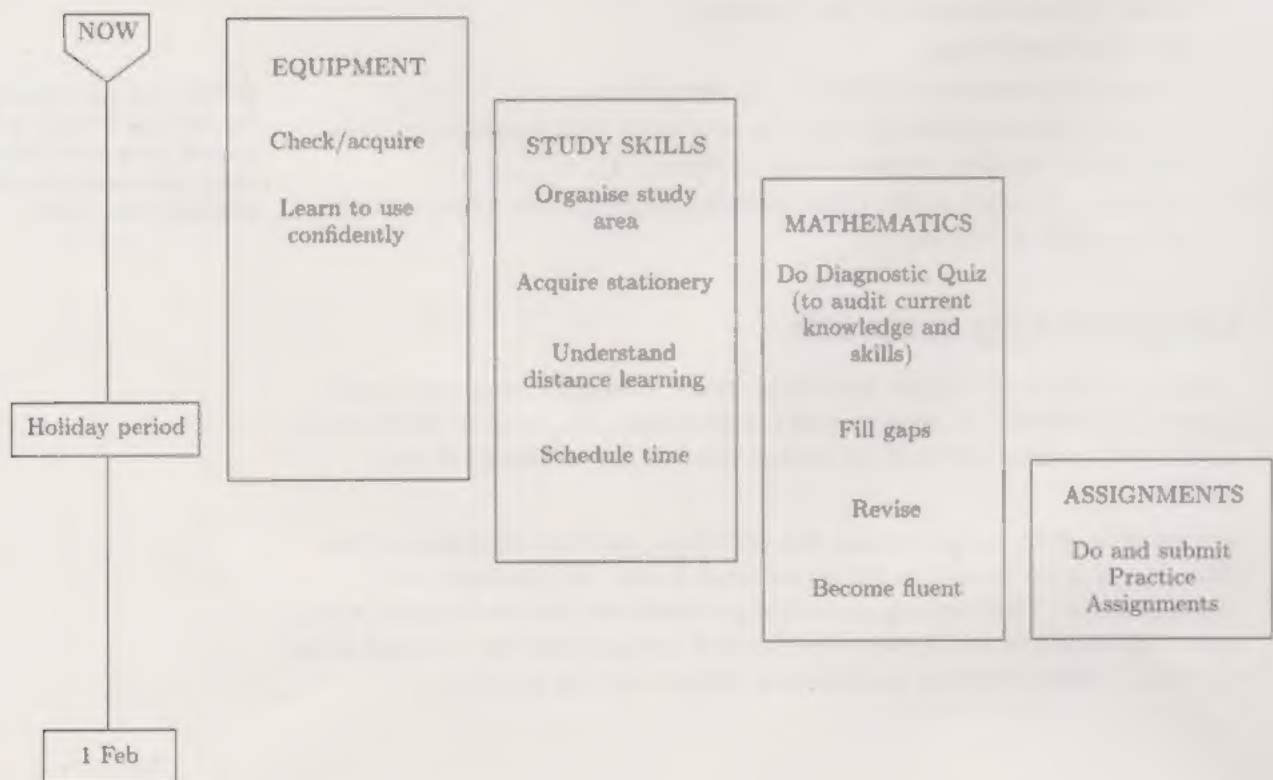 NOW
Holiday period
1 Feb
EQUIPMENT
Check/acquire
Learn to use
confidently
STUDY SKILLS
Organise study
area
Acquire stationery
Understand
distance learning
Schedule time
MATHEMATICS
Do Diagnostic Quiz
(to audit current
knowledge and
skills)
Fill gaps
Revise
Become fluent
ASSIGNMENTS
Do and submit
Practice
Assignments